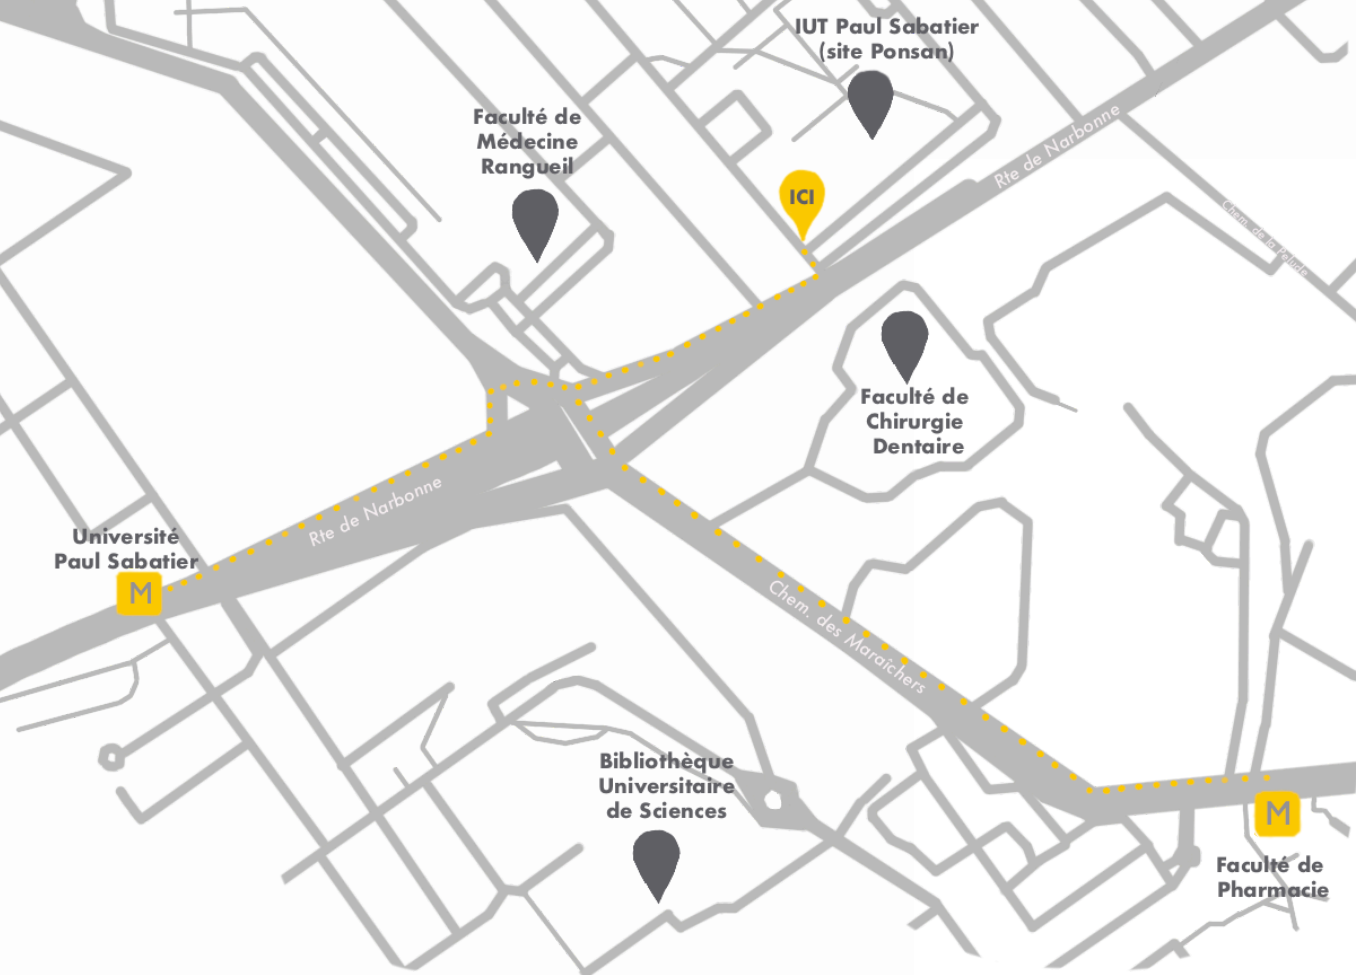 IUT Paul Sabatier
(site Ponsan)
Faculté de
Médecine
Rangueil
Rte de Narbonne
ICI
Chem. de la Pelude
Faculté de
Chirurgie
Dentaire
Rte de Narbonne
Université
Paul Sabatier
M
Chem. des Maraîchers
Bibliothèque
Universitaire
de Sciences
M
Faculté de
Pharmacie